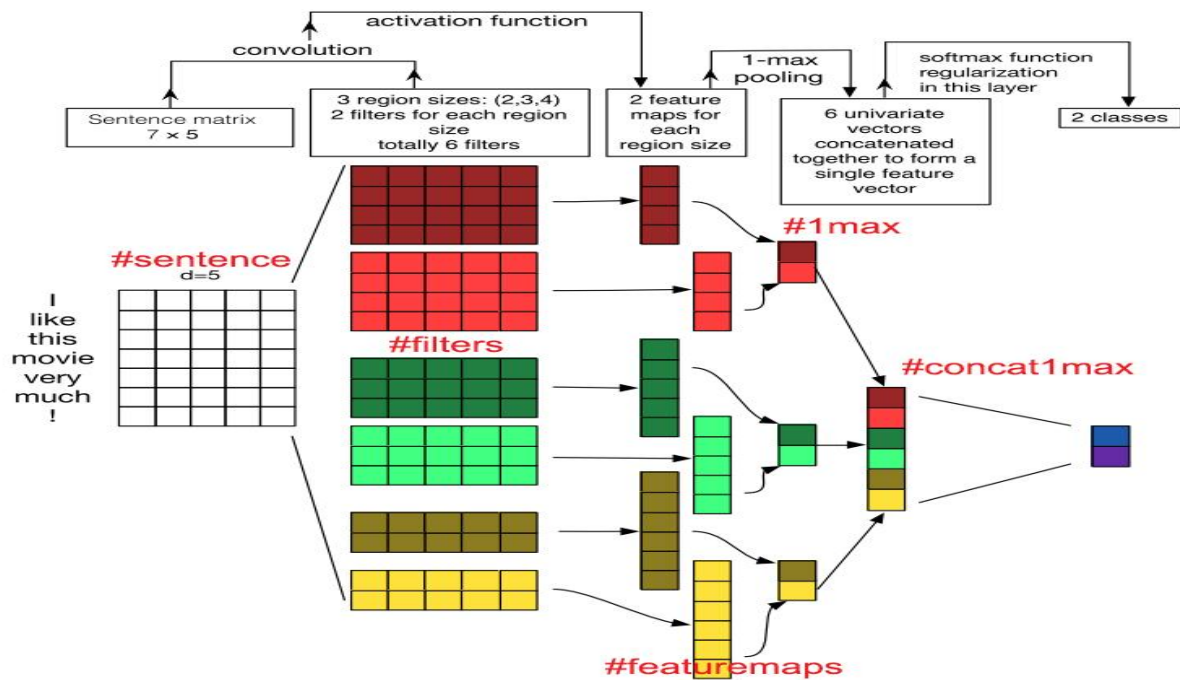 activation function
convolution
1-max
pooling
softmax function
regularization
in this layer
Sentence matrix
7 × 5
3 region sizes: (2,3,4)
2 filters for each region
size
totally 6 filters
2 feature
maps for
each
region size
6 univariate
vectors
concatenated
together to form a
single feature
vector
2 classes
#sentence
d=5
I
like
this
movie
very
much
!
#filters
#1max
#concat1max
#featuremaps